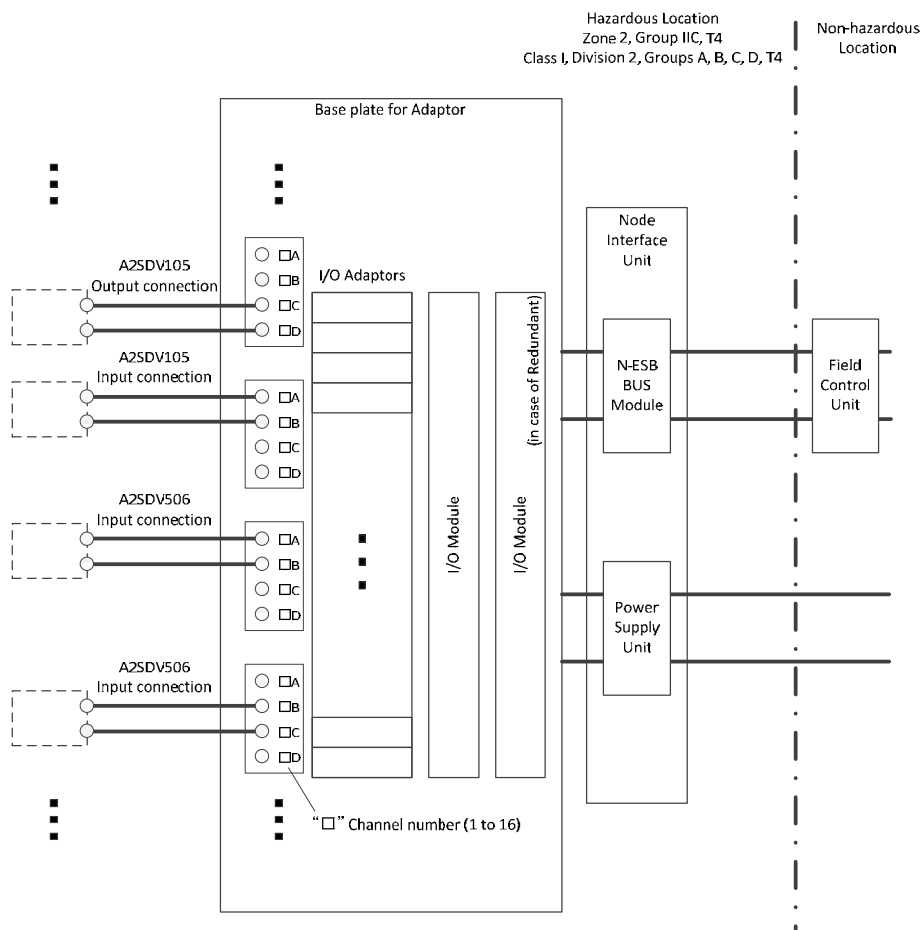 Hazardous Location
Zone 2, Group IIC, T4
Class I, Division 2, Groups A, B, C, D, T4
Non-hazardous
Location
Base plate for Adaptor
Node
Interface
Unit
A2SDV105
Output connection
□A
□B
□C
□D
I/O Adaptors
A2SDV105
Input connection
□A
□B
□C
□D
A2SDV506
Input connection
□A
□B
□C
□D
A2SDV506
Input connection
□A
□B
□C
□D
I/O Module
I/O Module
(in case of Redundant)
N-ESB
BUS
Module
Field
Control
Unit
Power
Supply
Unit
“□” Channel number (1 to 16)